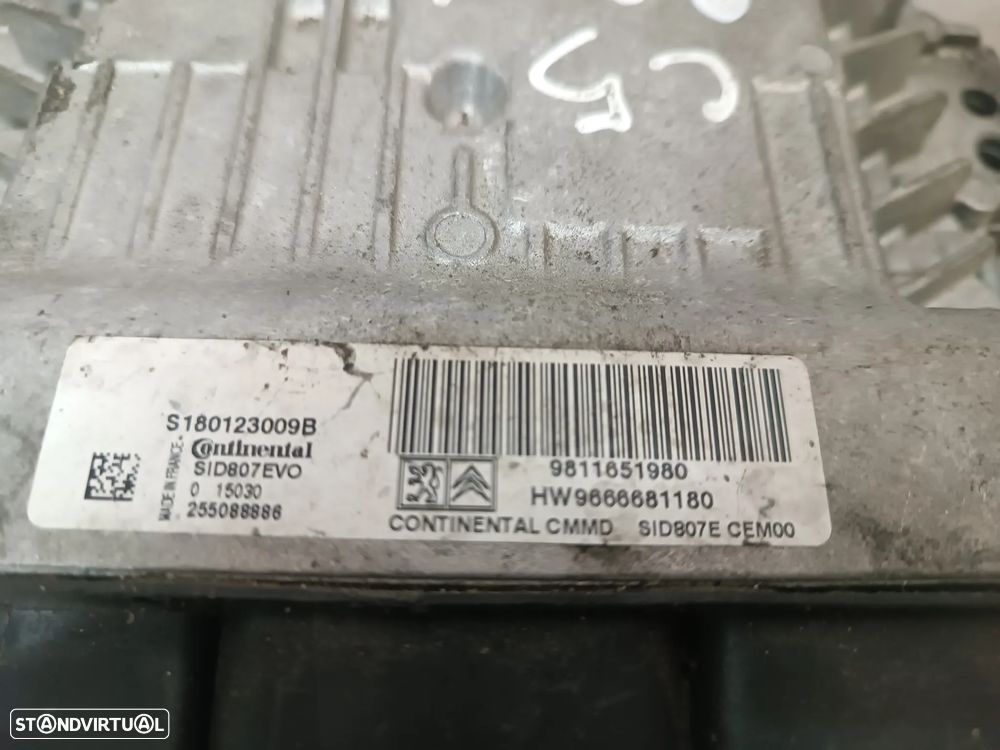 C5
S180123009B
Continental
SID807EVO
0 15030
255088886
MADE IN FRANCE
9811651980
HW9666681180
CONTINENTAL CMMD SID807E CEM00
STANDVIRTUAL